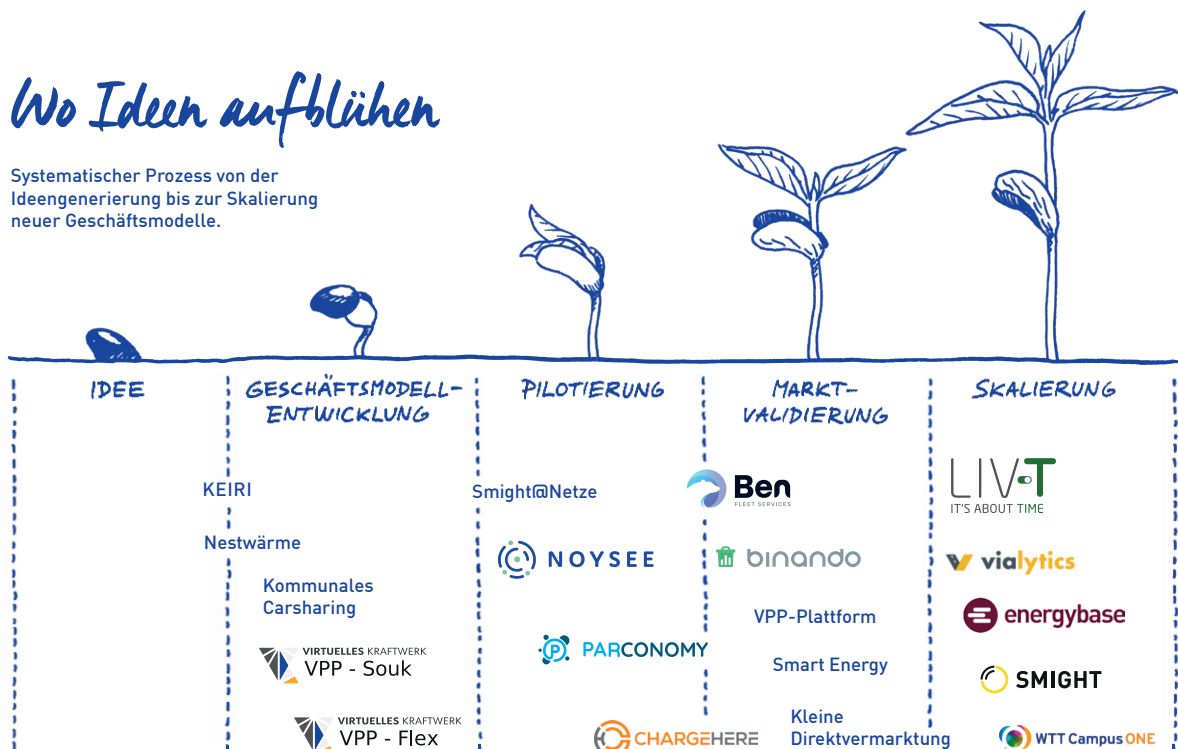 Wo Ideen aufblühen
Systematischer Prozess von der
Ideengenerierung bis zur Skalierung
neuer Geschäftsmodelle.
IDEE
GESCHÄFTSMODELL-
ENTWICKLUNG
PILOTIERUNG
MARKT-
VALIDIERUNG
SKALIERUNG
KEIRI
Nestwärme
Kommunales
Carsharing
VIRTUELLES KRAFTWERK
VPP - Souk
VIRTUELLES KRAFTWERK
VPP - Flex
Smight@Netze
NOYSEE
P PARCONOMY
CHARGEHERE
Ben
FLEET SERVICES
binando
VPP-Plattform
Smart Energy
Kleine
Direktvermarktung
LIV-T
IT'S ABOUT TIME
vialytics
energybase
SMIGHT
WTT Campus ONE